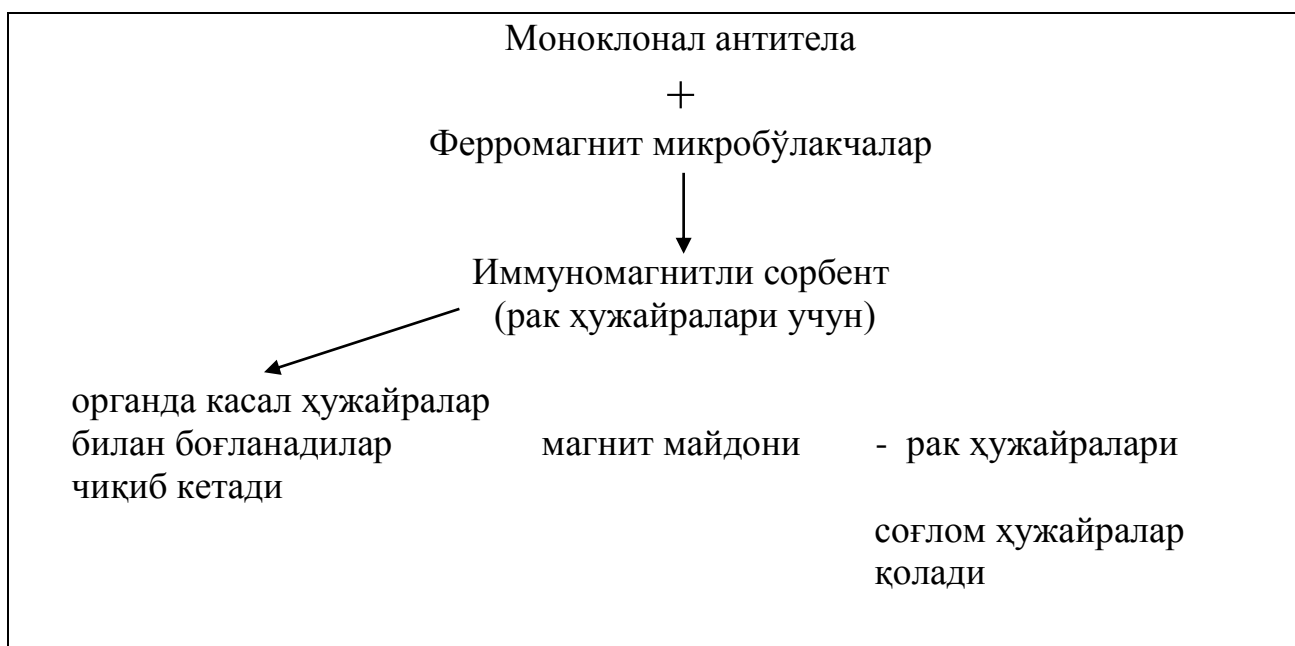 Моноклонал антитела
+
Ферромагнит микробўлакчалар
Иммуномагнитли сорбент
(рак ҳужайралари учун)
органда касал ҳужайралар
билан боғланадилар магнит майдони - рак ҳужайралари
чиқиб кетади
соғлом ҳужайралар
қолади